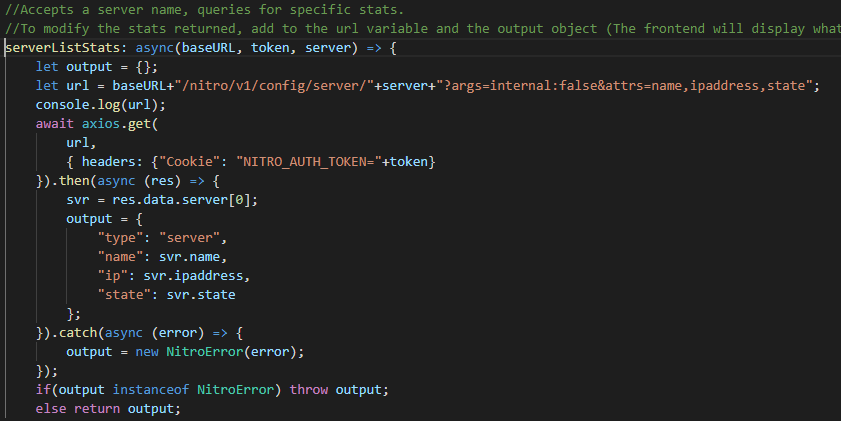 //Accepts a server name, queries for specific stats.
//To modify the stats returned, add to the url variable and the output object (The frontend will display what
serverListStats: async(baseURL, token, server) => {
let output = {};
let url = baseURL+"/nitro/v1/config/server/"+server+"?args=internal:false&attrs=name,ipaddress,state";
console.log(url);
await axios.get(
url,
{ headers: {"Cookie": "NITRO_AUTH_TOKEN="+token}
}).then(async (res) => {
svr = res.data.server[0];
output = {
"type": "server",
"name": svr.name,
"ip": svr.ipaddress,
"state": svr.state
};
}).catch(async (error) => {
output = new NitroError(error);
});
if(output instanceof NitroError) throw output;
else return output;